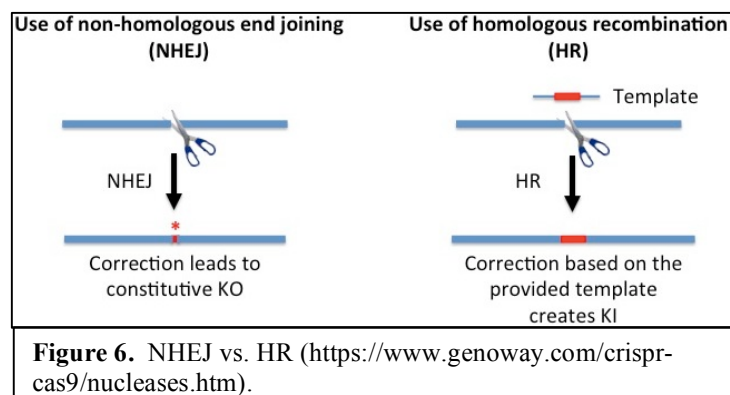 Use of non-homologous end joining
(NHEJ)
NHEJ
*
Correction leads to
constitutive KO
Use of homologous recombination
(HR)
Template
HR
Correction based on the
provided template
creates KI
Figure 6. NHEJ vs. HR (https://www.genoway.com/crispr-
cas9/nucleases.htm).